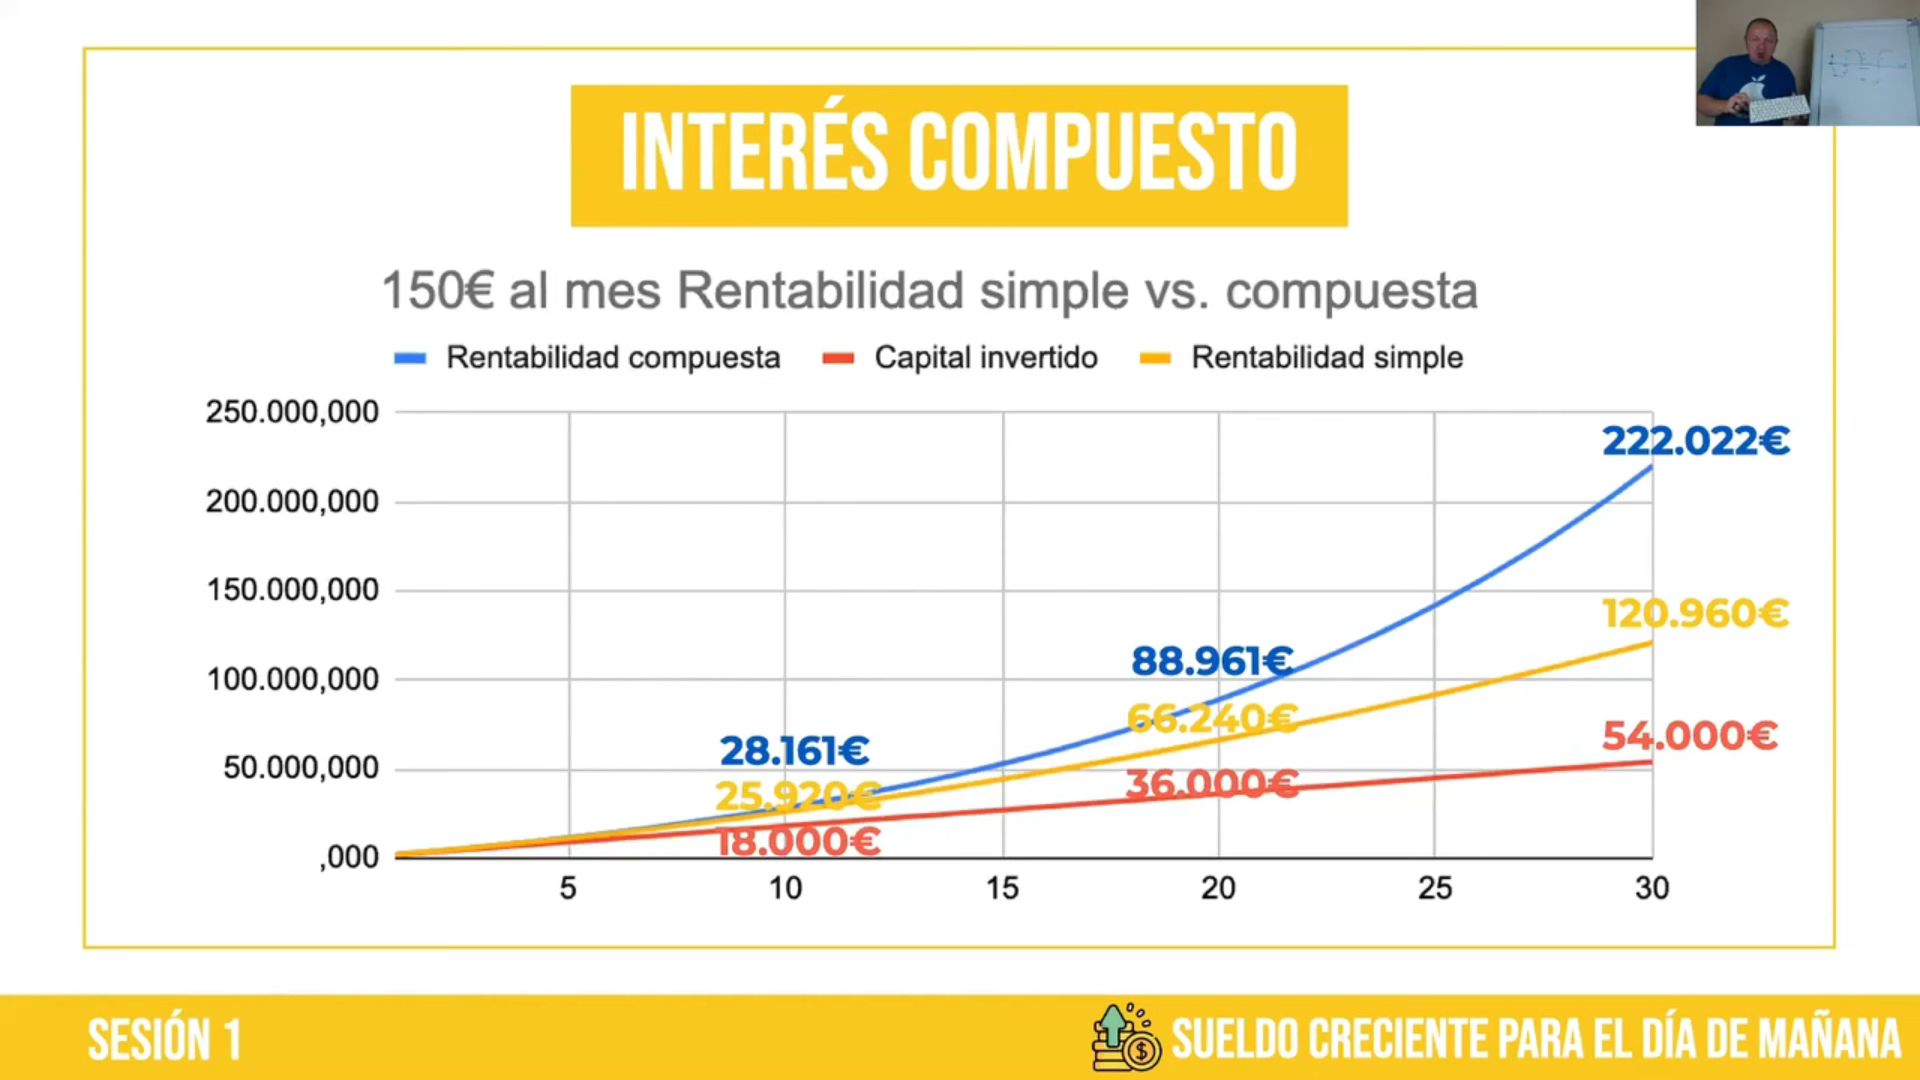 INTERÉS COMPUESTO
150€ al mes Rentabilidad simple vs. compuesta
Rentabilidad compuesta Capital invertido Rentabilidad simple
250.000,000
222.022€
200.000,000
150.000,000
120.960€
100.000,000
88.961€
66.240€
54.000€
50.000,000
28.161€
25.920€
36.000€
18.000€
,000
5 10 15 20 25 30
SESIÓN 1
SUELDO CRECIENTE PARA EL DÍA DE MAÑANA